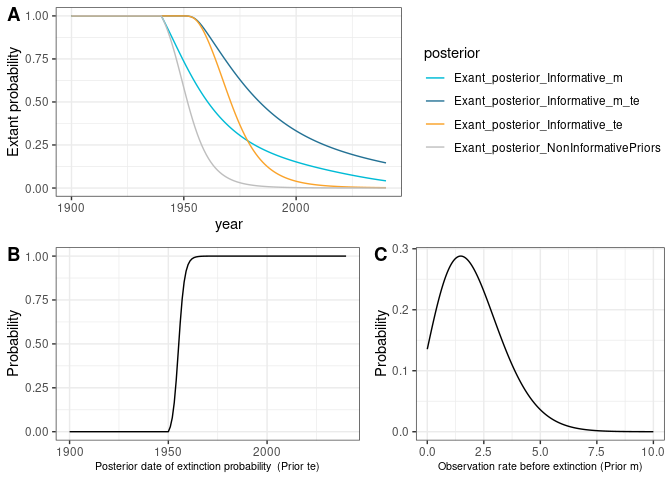 A
1.00
0.75
0.50
0.25
0.00
Extant probability
1900
1950
2000
year
posterior
Exant_posterior_Informative_m
Exant_posterior_Informative_m_te
Exant_posterior_Informative_te
Exant_posterior_NonInformativePriors
B
1.00
0.75
0.50
0.25
0.00
Probability
1900
1950
2000
Posterior date of extinction probability (Prior te)
C
0.3
0.2
0.1
0.0
Probability
0.0
2.5
5.0
7.5
10.0
Observation rate before extinction (Prior m)